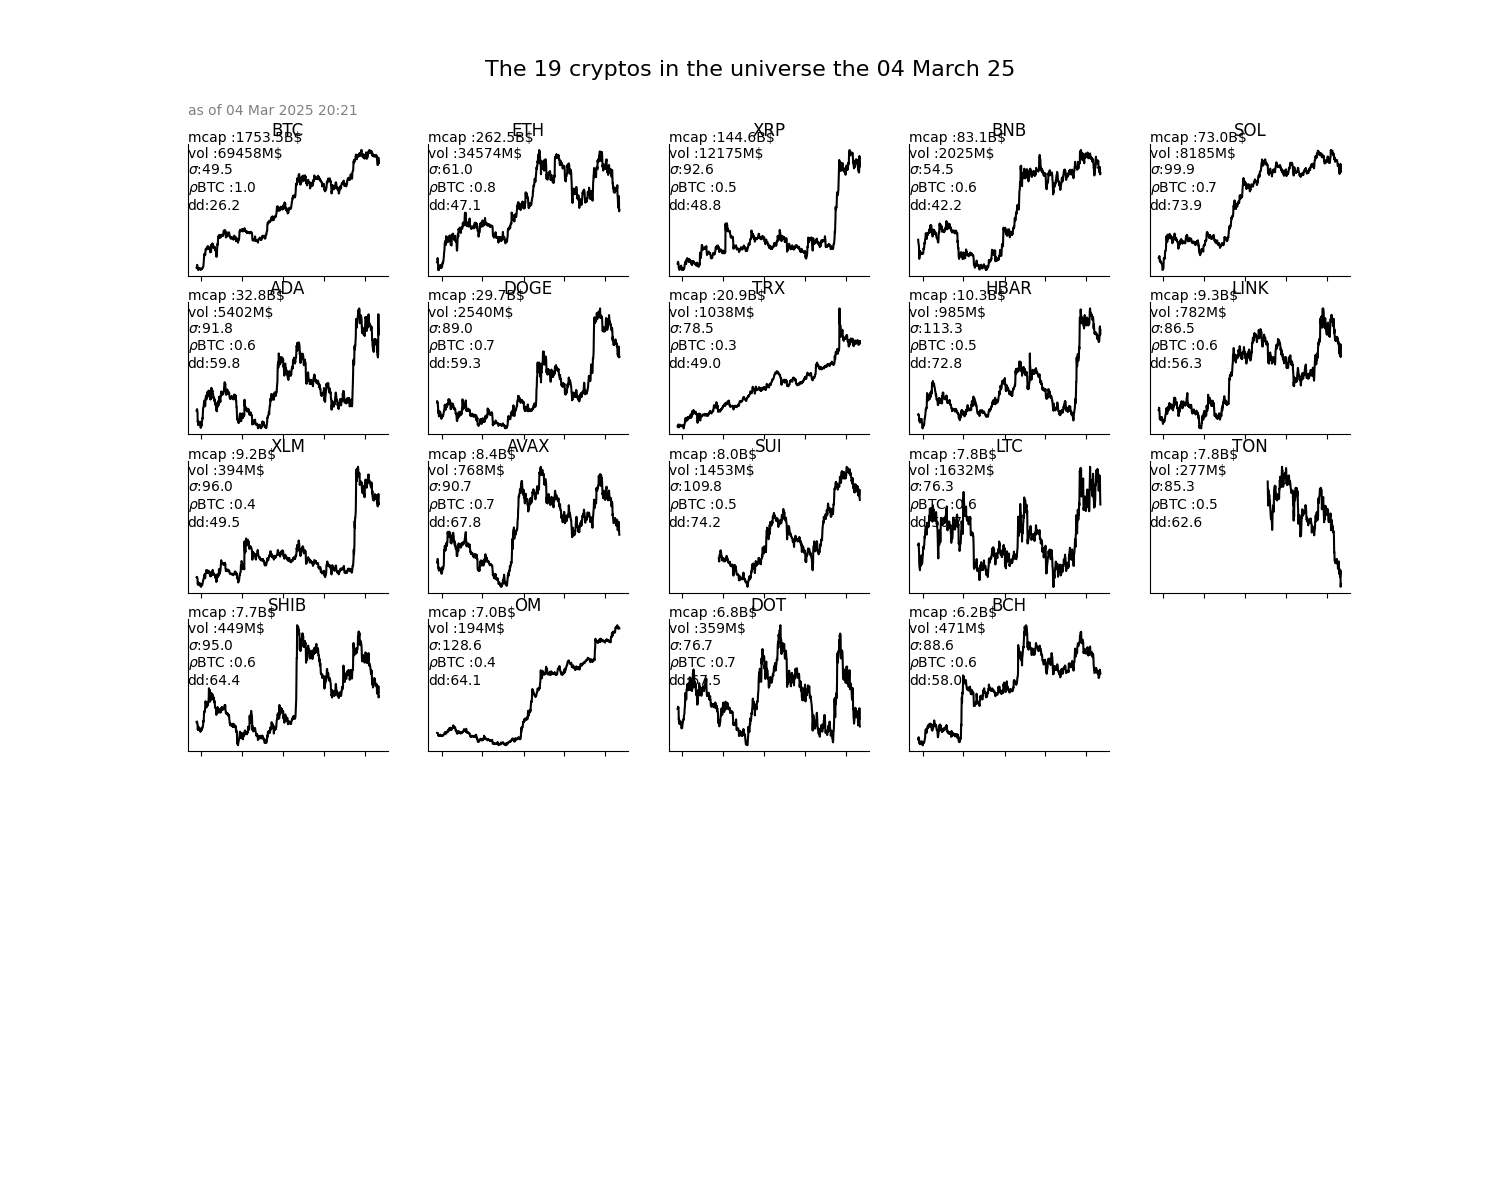 The 19 cryptos in the universe the 04 March 25
as of 04 Mar 2025 20:21
BTC
mcap :1753.5B$
vol :69458M$
σ:49.5
ρBTC :1.0
dd:26.2
ETH
mcap :262.5B$
vol :34574M$
σ:61.0
ρBTC :0.8
dd:47.1
XRP
mcap :144.6B$
vol :12175M$
σ:92.6
ρBTC :0.5
dd:48.8
BNB
mcap :83.1B$
vol :2025M$
σ:54.5
ρBTC :0.6
dd:42.2
SOL
mcap :73.0B$
vol :8185M$
σ:99.9
ρBTC :0.7
dd:73.9
ADA
mcap :32.8B$
vol :5402M$
σ:91.8
ρBTC :0.6
dd:59.8
DOGE
mcap :29.7B$
vol :2540M$
σ:89.0
ρBTC :0.7
dd:59.3
TRX
mcap :20.9B$
vol :1038M$
σ:78.5
ρBTC :0.3
dd:49.0
HBAR
mcap :10.3B$
vol :985M$
σ:113.3
ρBTC :0.5
dd:72.8
LINK
mcap :9.3B$
vol :782M$
σ:86.5
ρBTC :0.6
dd:56.3
XLM
mcap :9.2B$
vol :394M$
σ:96.0
ρBTC :0.4
dd:49.5
AVAX
mcap :8.4B$
vol :768M$
σ:90.7
ρBTC :0.7
dd:67.8
SUI
mcap :8.0B$
vol :1453M$
σ:109.8
ρBTC :0.5
dd:74.2
LTC
mcap :7.8B$
vol :1632M$
σ:76.3
ρBTC :0.6
TON
mcap :7.8B$
vol :277M$
σ:85.3
ρBTC :0.5
dd:62.6
SHIB
mcap :7.7B$
vol :449M$
σ:95.0
ρBTC :0.6
dd:64.4
OM
mcap :7.0B$
vol :194M$
σ:128.6
ρBTC :0.4
dd:64.1
DOT
mcap :6.8B$
vol :359M$
σ:76.7
ρBTC :0.7
dd:57.5
BCH
mcap :6.2B$
vol :471M$
σ:88.6
ρBTC :0.6
dd:58.0